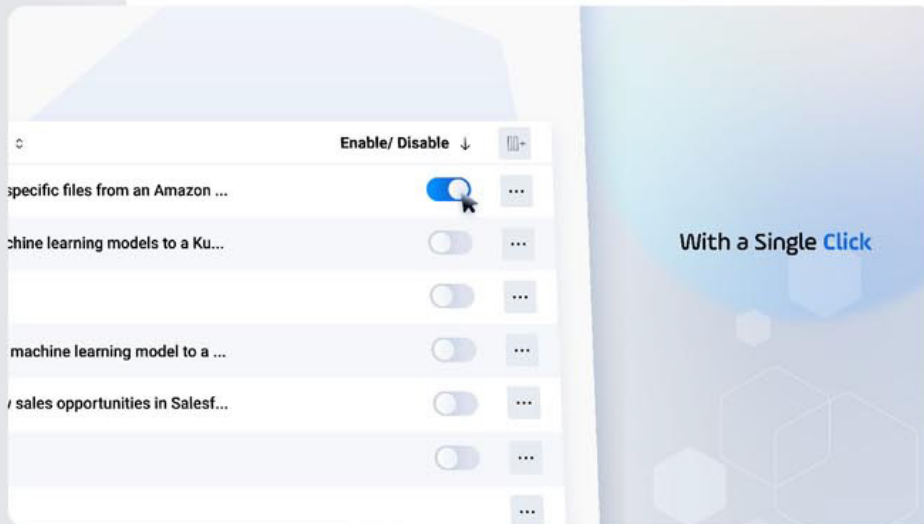 Enable/ Disable ↓
specific files from an Amazon ...
...
chine learning models to a Ku...
...
...
machine learning model to a ...
...
sales opportunities in Salesf...
...
...
...
With a Single Click